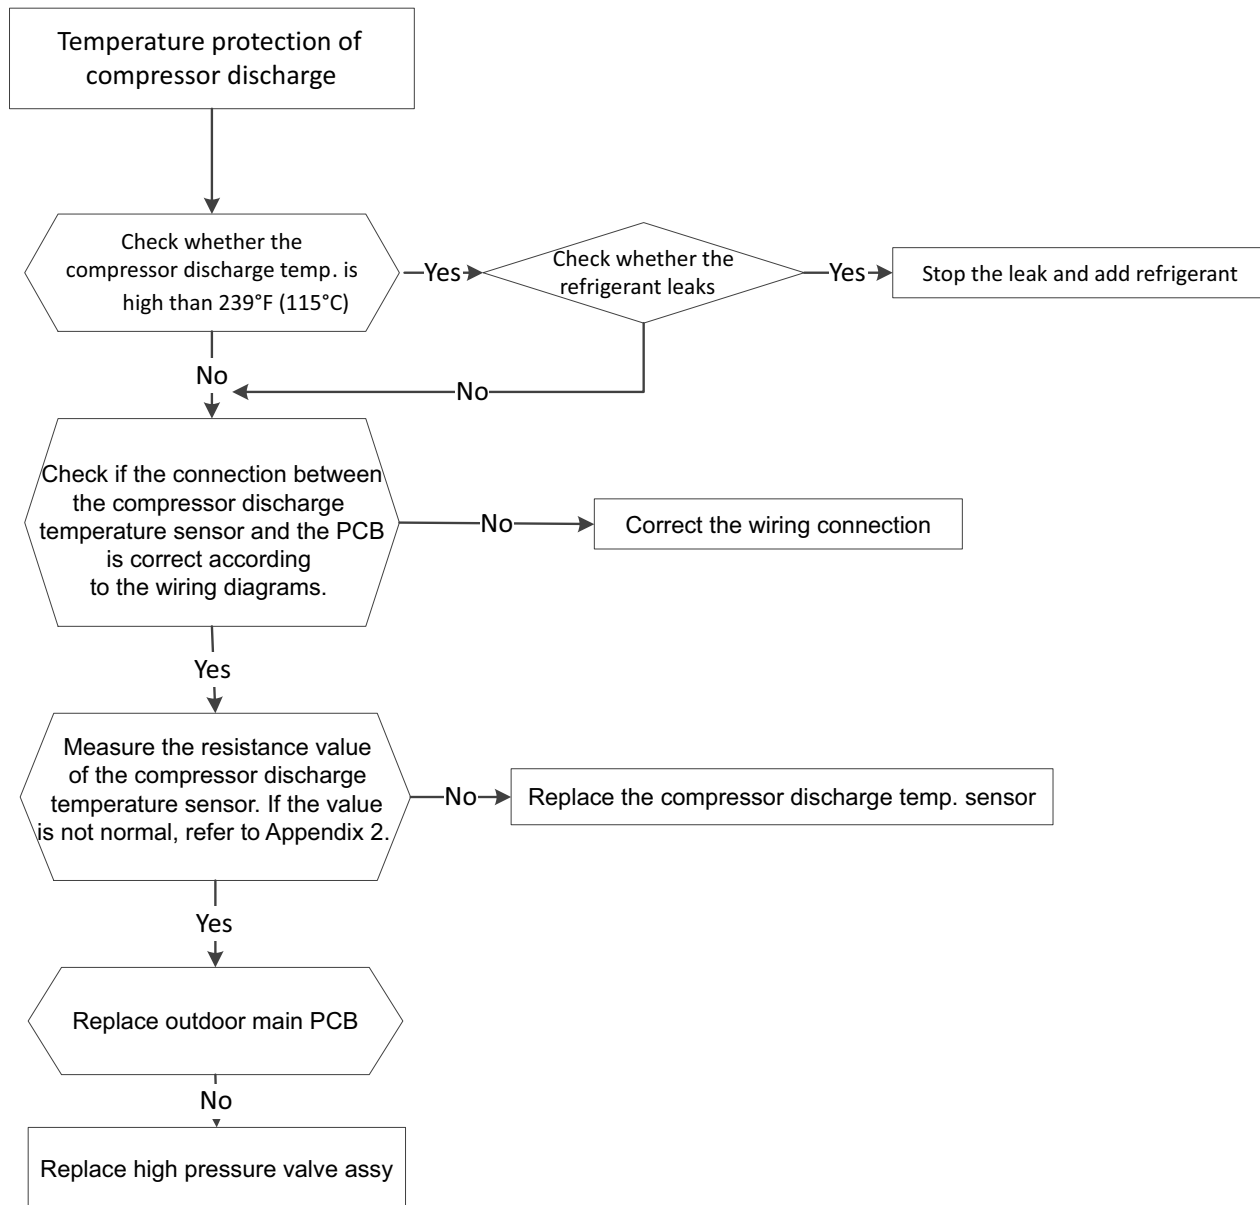 Temperature protection of
compressor discharge
Check whether the
compressor discharge temp. is
high than 239°F (115°C)
Yes
Check whether the
refrigerant leaks
Yes
Stop the leak and add refrigerant
No
No
Check if the connection between
the compressor discharge
temperature sensor and the PCB
is correct according
to the wiring diagrams.
No
Correct the wiring connection
Yes
Measure the resistance value
of the compressor discharge
temperature sensor. If the value
is not normal, refer to Appendix 2.
No
Replace the compressor discharge temp. sensor
Yes
Replace outdoor main PCB
No
Replace high pressure valve assy